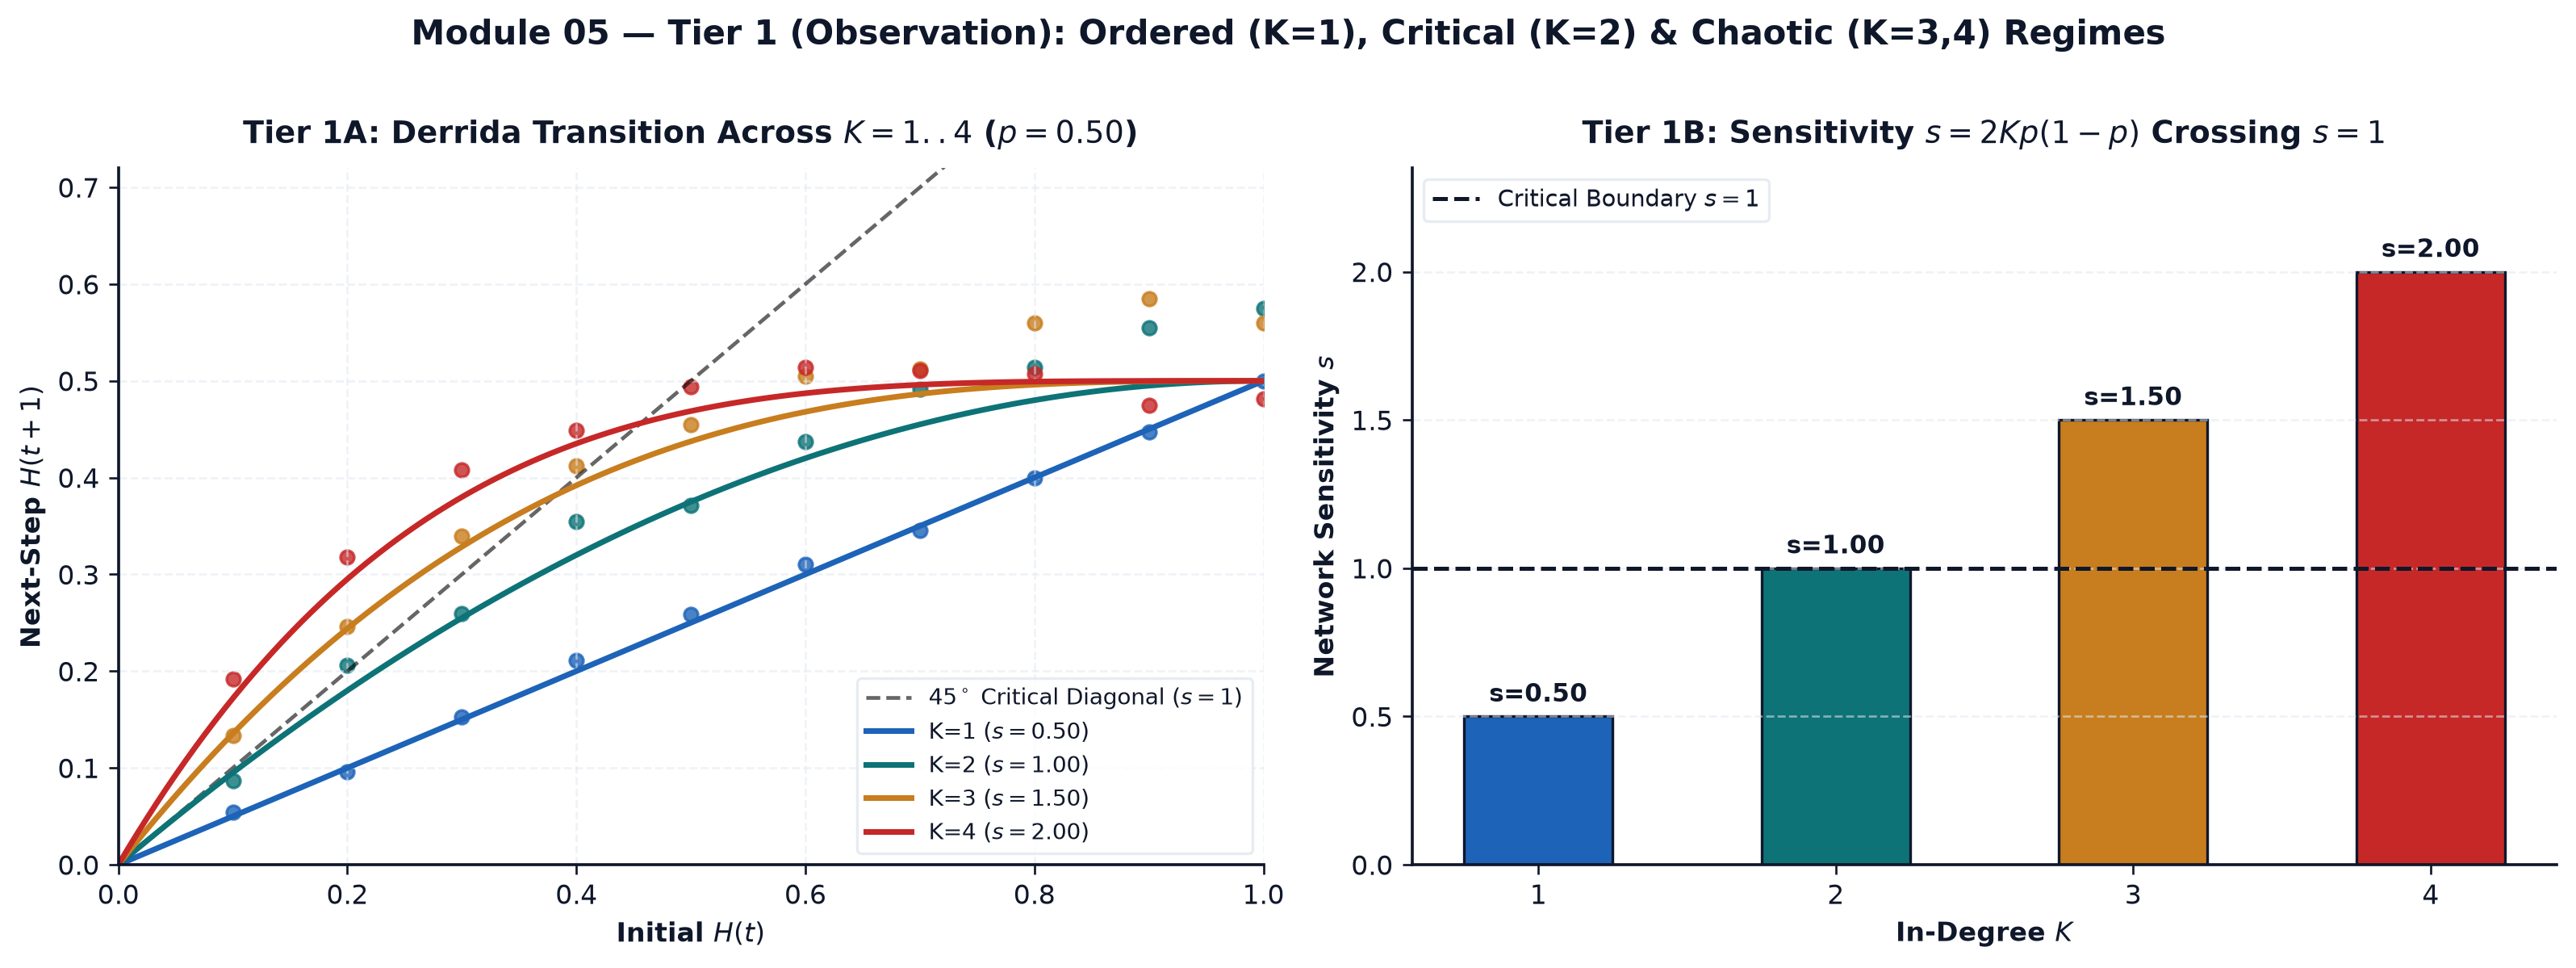 Module 05 — Tier 1 (Observation): Ordered (K=1), Critical (K=2) & Chaotic (K=3,4) Regimes
Tier 1A: Derrida Transition Across K = 1..4 (p = 0.50)
Next-Step H(t + 1)
0.7
0.6
0.5
0.4
0.3
0.2
0.1
0.0
45° Critical Diagonal (s = 1)
K=1 (s = 0.50)
K=2 (s = 1.00)
K=3 (s = 1.50)
K=4 (s = 2.00)
0.0 0.2 0.4 0.6 0.8 1.0
Initial H(t)
Tier 1B: Sensitivity s = 2Kp(1 − p) Crossing s = 1
Critical Boundary s = 1
Network Sensitivity s
2.0
1.5
1.0
0.5
0.0
s=0.50
s=1.00
s=1.50
s=2.00
1 2 3 4
In-Degree K